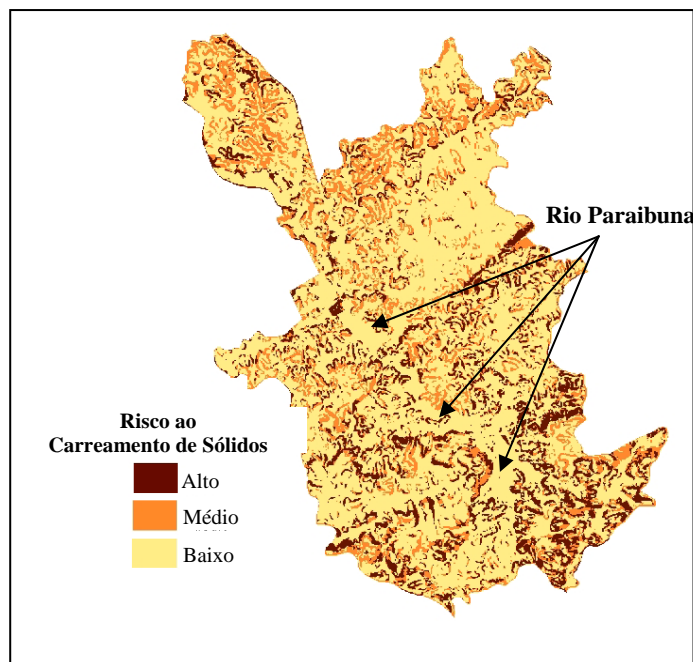 Rio Paraibuna
Risco ao
Carreamento de Sólidos
Alto
Médio
Baixo